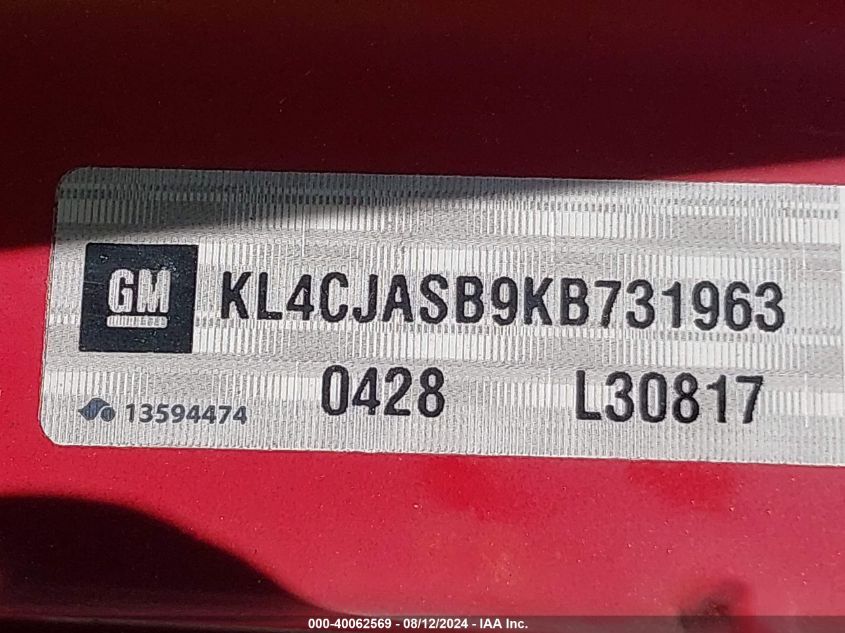 GM KL4CJASB9KB731963
13594474 0428 L30817
000-40062569 - 08/12/2024 - IAA Inc.